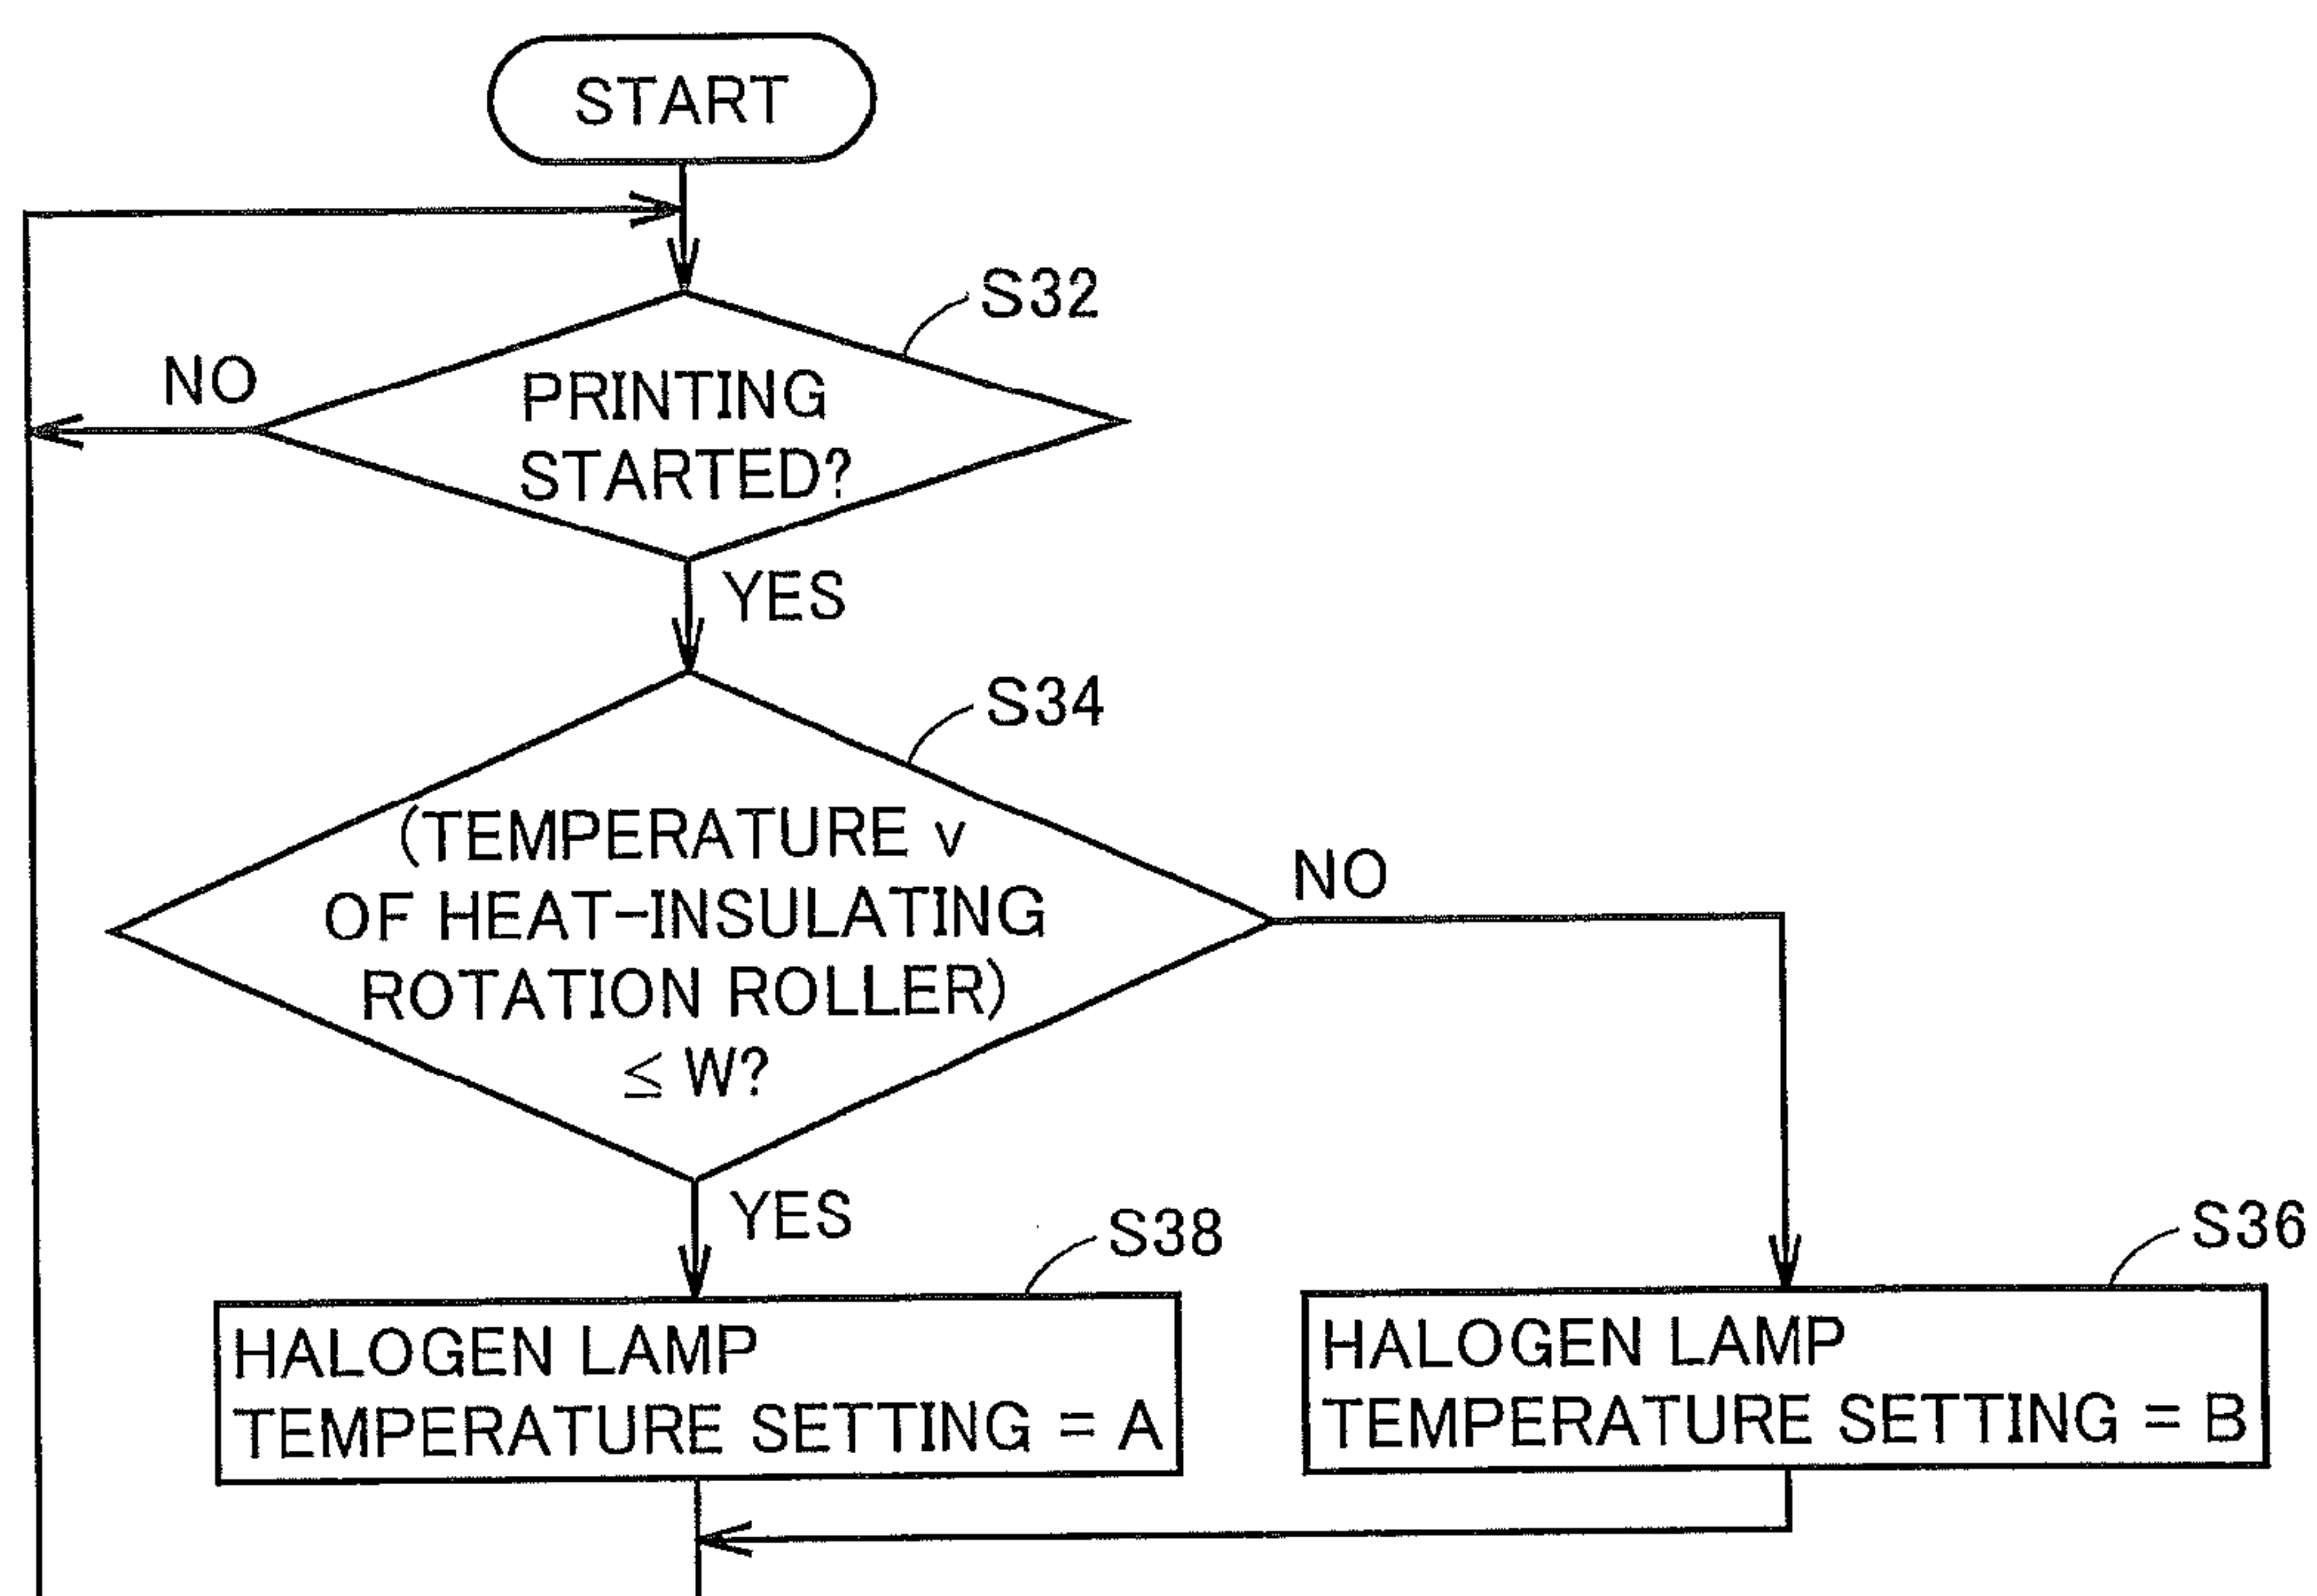 START
S32
NO
PRINTING
STARTED?
YES
S34
(TEMPERATURE v
OF HEAT-INSULATING
ROTATION ROLLER)
≤ W?
NO
YES
S38
S36
HALOGEN LAMP
TEMPERATURE SETTING = A
HALOGEN LAMP
TEMPERATURE SETTING = B